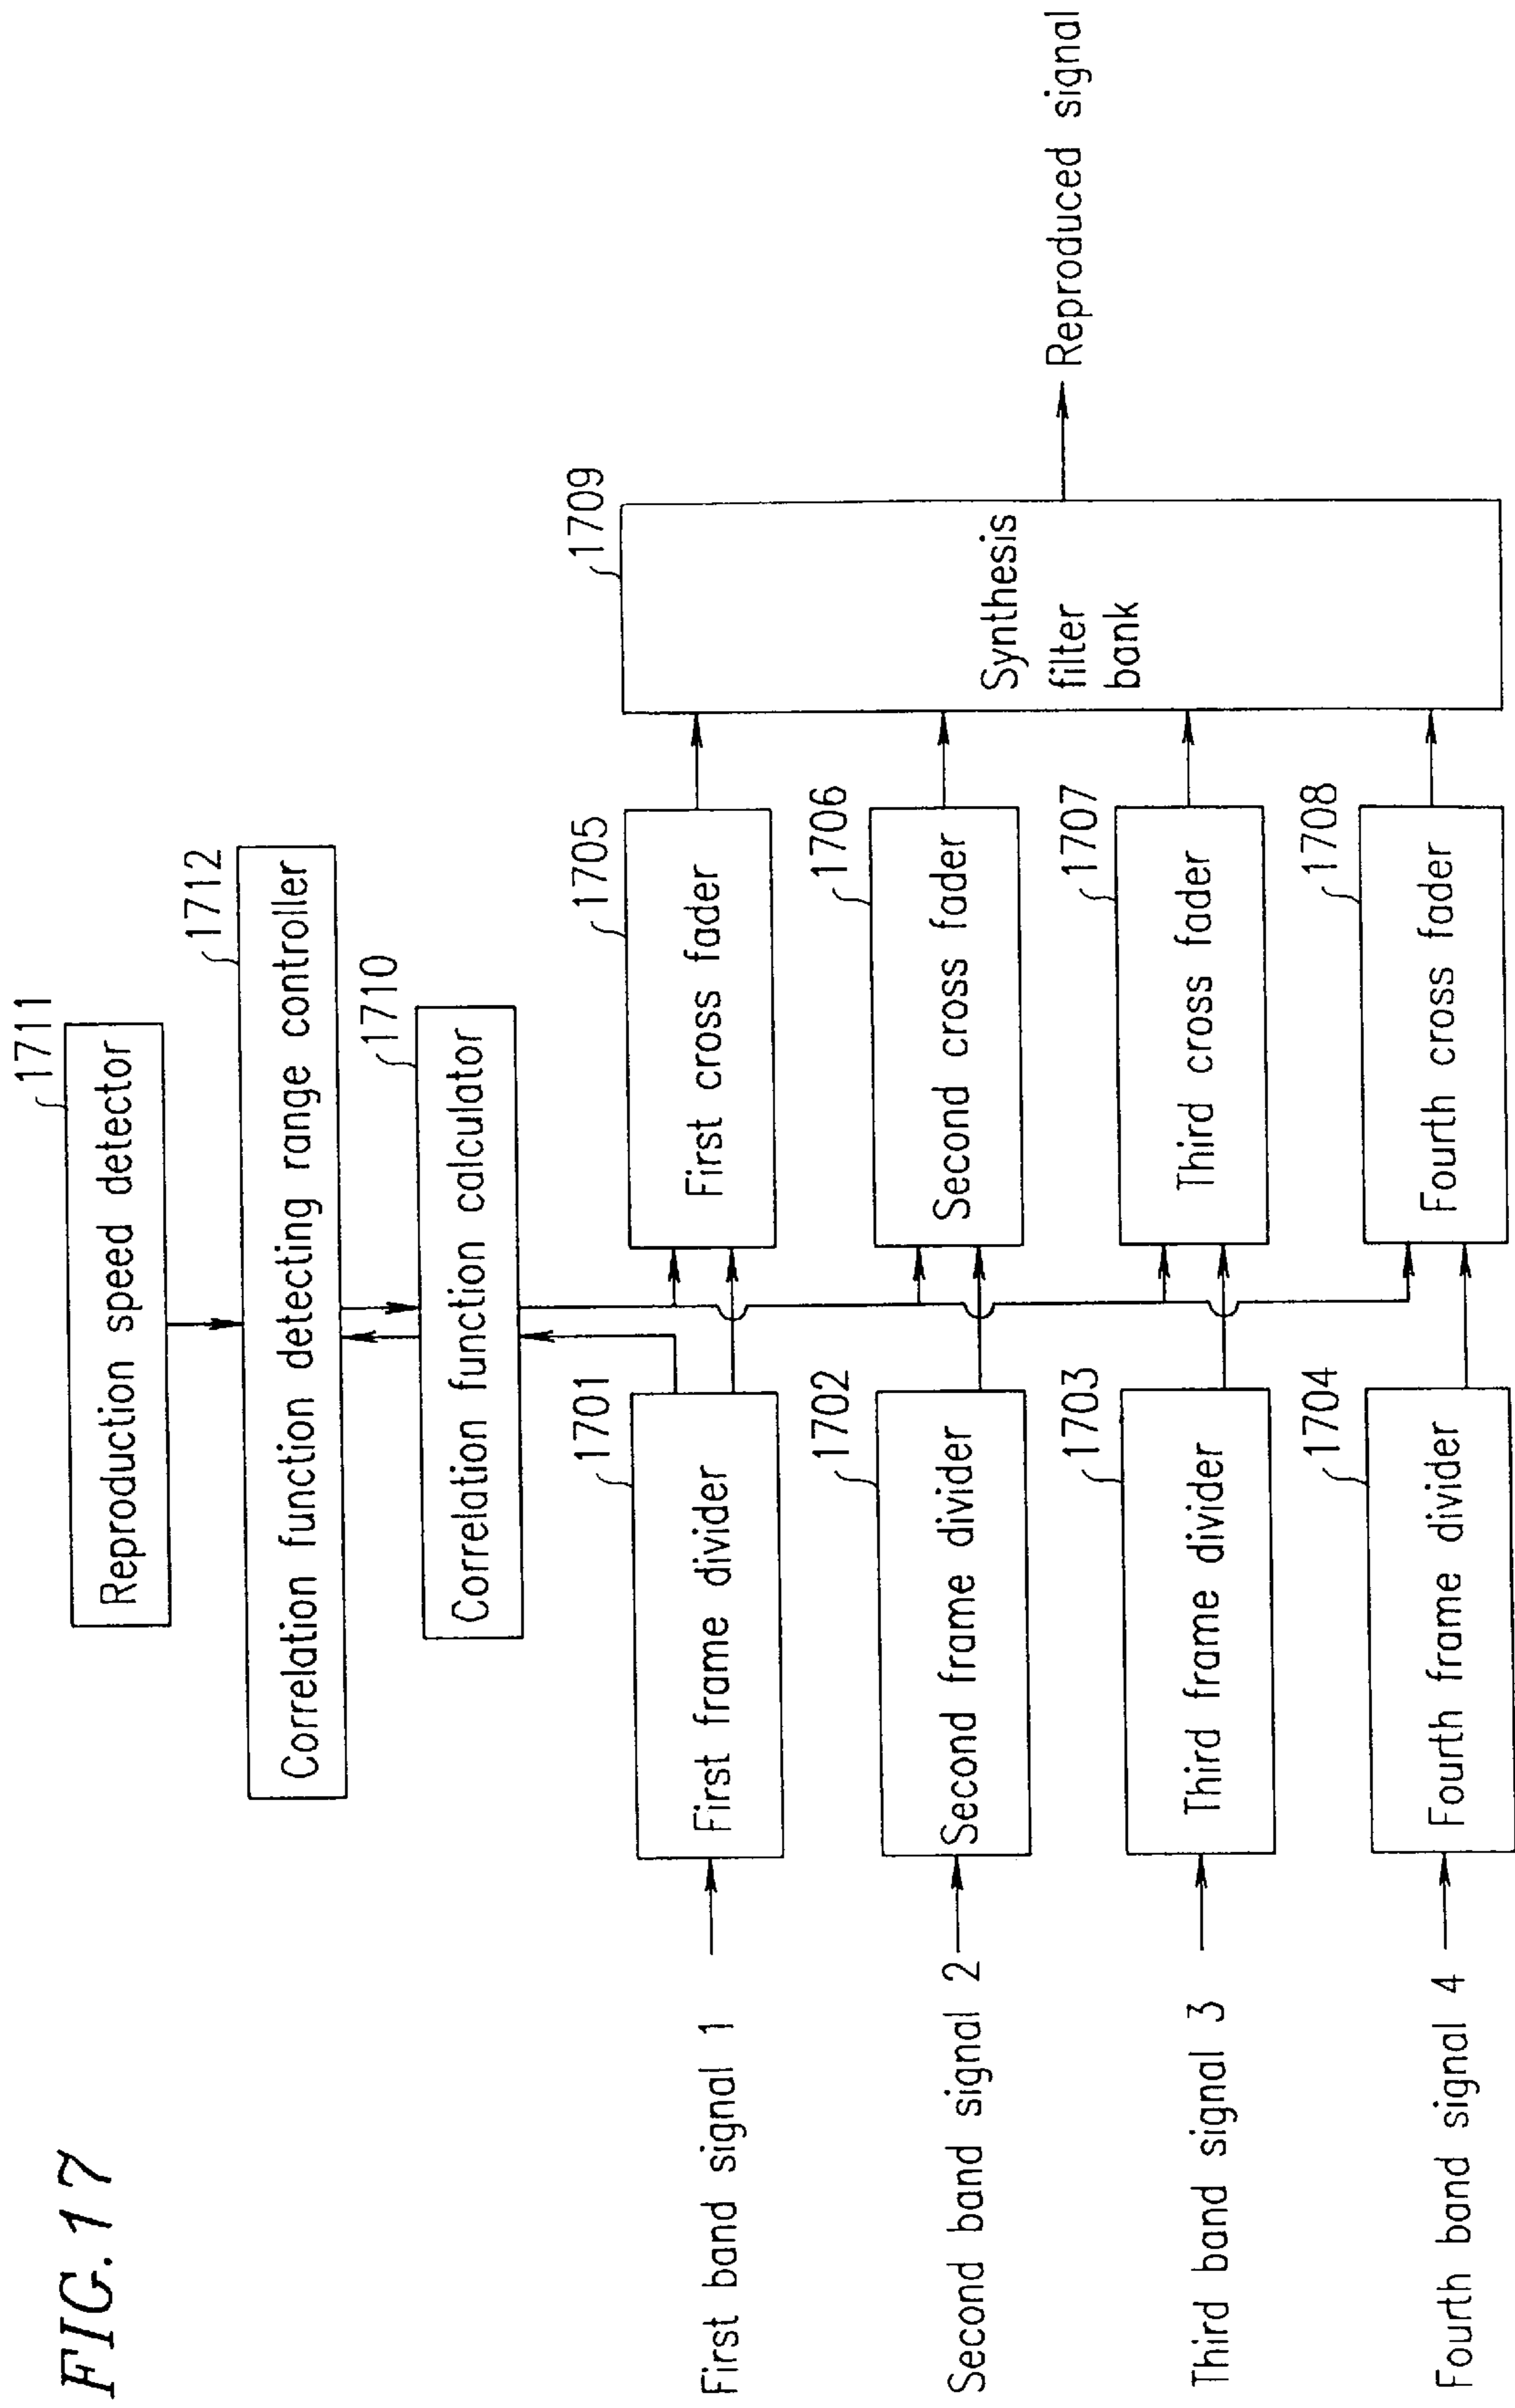 FIG. 17
1711
Reproduction speed detector
1712
Correlation function detecting range controller
1710
Correlation function calculator
First band signal 1
1701
First frame divider
1705
First cross fader
1709
Synthesis
filter
bank
Reproduced signal
Second band signal 2
1702
Second frame divider
1706
Second cross fader
Third band signal 3
1703
Third frame divider
1707
Third cross fader
Fourth band signal 4
1704
Fourth frame divider
1708
Fourth cross fader